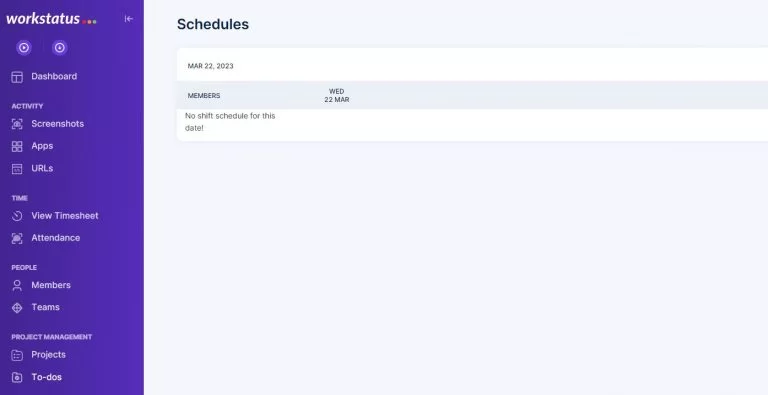 workstatus
Dashboard
ACTIVITY
Screenshots
Apps
URLs
TIME
View Timesheet
Attendance
PEOPLE
Members
Teams
PROJECT MANAGEMENT
Projects
To-dos
Schedules
MAR 22, 2023
MEMBERS
WED
22 MAR
No shift schedule for this
date!